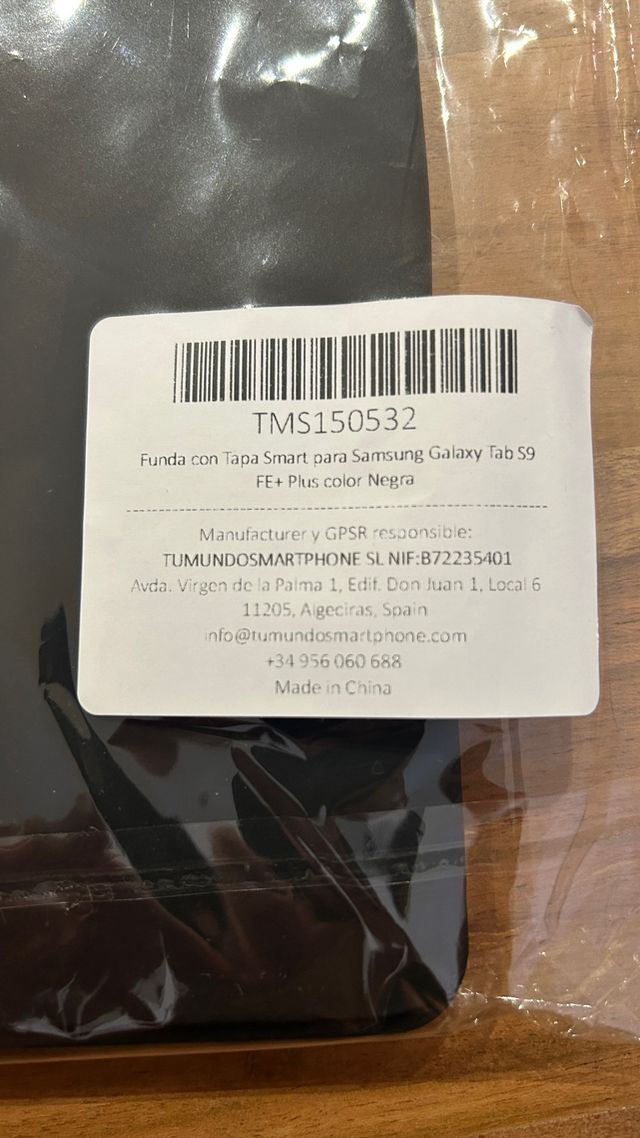 TMS150532
Funda con Tapa Smart para Samsung Galaxy Tab S9
FE+ Plus color Negra
Manufacturer y GPSR responsible:
TUMUNDOSMARTPHONE SL NIF:B72235401
Avda. Virgen de la Palma 1, Edif. Don Juan 1, Local 6
11205, Algeciras, Spain
info@tumundosmartphone.com
+34 956 060 688
Made in China